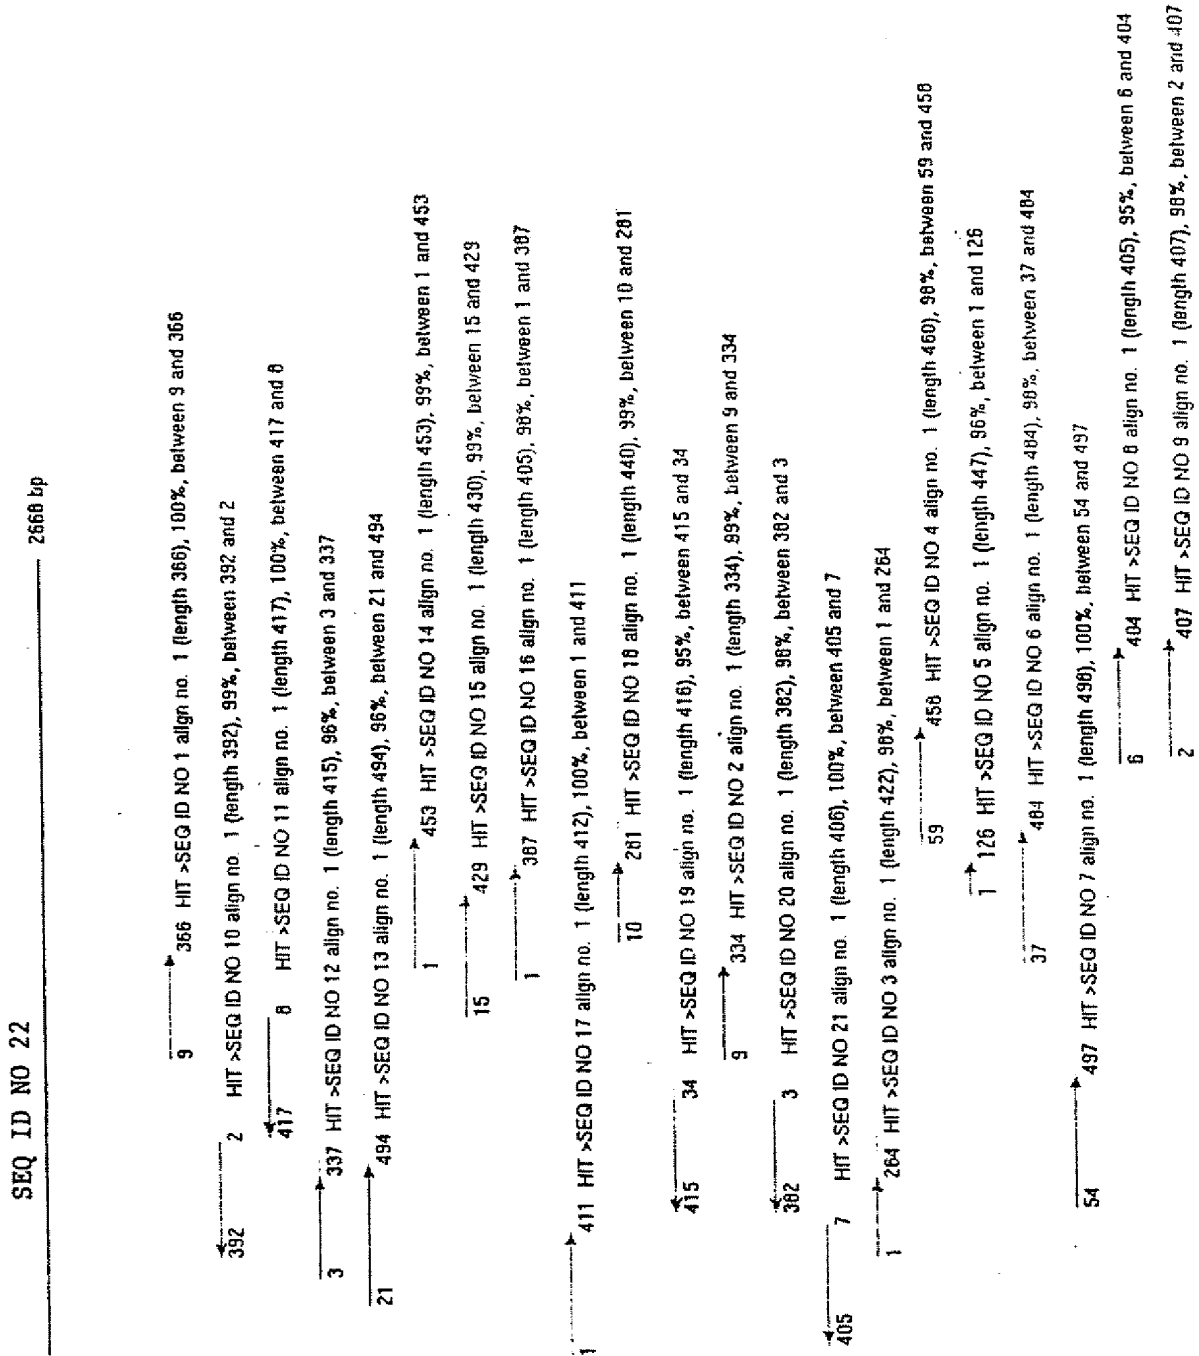 SEQ ID NO 22
2668 bp
9 366 HIT >SEQ ID NO 1 align no. 1 (length 366), 100%, between 9 and 366
392 2 HIT >SEQ ID NO 10 align no. 1 (length 392), 99%, between 392 and 2
417 8 HIT >SEQ ID NO 11 align no. 1 (length 417), 100%, between 417 and 8
3 337 HIT >SEQ ID NO 12 align no. 1 (length 415), 96%, between 3 and 337
21 494 HIT >SEQ ID NO 13 align no. 1 (length 494), 96%, between 21 and 494
1 453 HIT >SEQ ID NO 14 align no. 1 (length 453), 99%, between 1 and 453
15 429 HIT >SEQ ID NO 15 align no. 1 (length 430), 99%, between 15 and 429
1 387 HIT >SEQ ID NO 16 align no. 1 (length 405), 98%, between 1 and 387
1 411 HIT >SEQ ID NO 17 align no. 1 (length 412), 100%, between 1 and 411
10 281 HIT >SEQ ID NO 18 align no. 1 (length 440), 99%, between 10 and 281
415 34 HIT >SEQ ID NO 19 align no. 1 (length 416), 95%, between 415 and 34
9 334 HIT >SEQ ID NO 2 align no. 1 (length 334), 99%, between 9 and 334
382 3 HIT >SEQ ID NO 20 align no. 1 (length 382), 98%, between 382 and 3
405 7 HIT >SEQ ID NO 21 align no. 1 (length 406), 100%, between 405 and 7
1 264 HIT >SEQ ID NO 3 align no. 1 (length 422), 98%, between 1 and 264
59 458 HIT >SEQ ID NO 4 align no. 1 (length 460), 98%, between 59 and 458
1 126 HIT >SEQ ID NO 5 align no. 1 (length 447), 96%, between 1 and 126
37 484 HIT >SEQ ID NO 6 align no. 1 (length 484), 98%, between 37 and 484
54 497 HIT >SEQ ID NO 7 align no. 1 (length 498), 100%, between 54 and 497
6 404 HIT >SEQ ID NO 8 align no. 1 (length 405), 95%, between 6 and 404
2 407 HIT >SEQ ID NO 9 align no. 1 (length 407), 98%, between 2 and 407